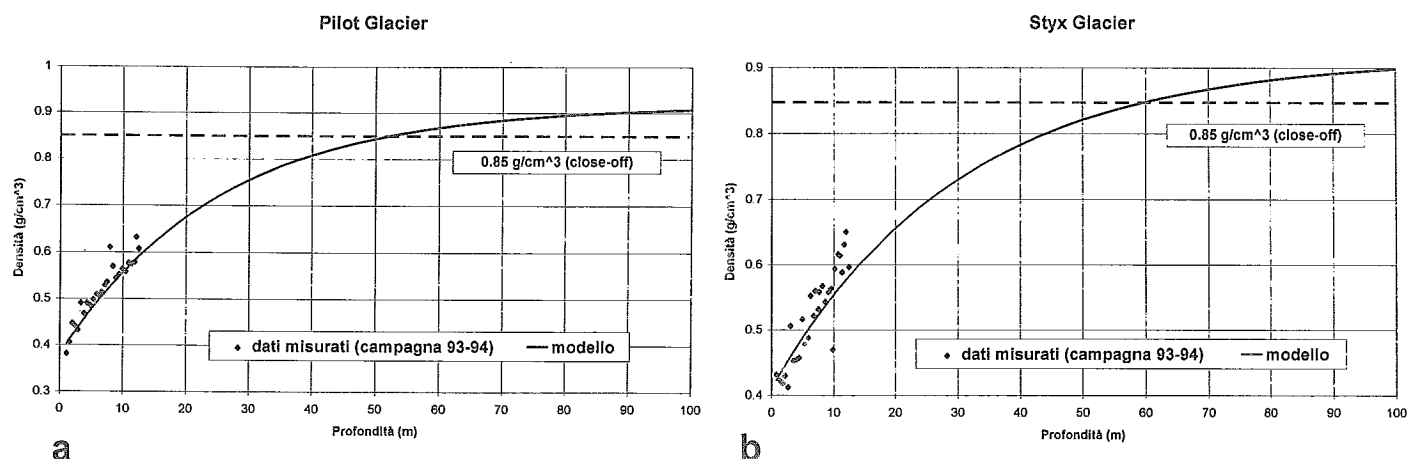 Pilot Glacier
Densità (g/cm^3)
1
0.9
0.8
0.7
0.6
0.5
0.4
0.3
0.85 g/cm^3 (close-off)
dati misurati (campagna 93-94) modello
0 10 20 30 40 50 60 70 80 90 100
Profondità (m)
a
Styx Glacier
Densità (g/cm^3)
0.9
0.8
0.7
0.6
0.5
0.4
0.85 g/cm^3 (close-off)
dati misurati (campagna 93-94) modello
0 10 20 30 40 50 60 70 80 90 100
Profondità (m)
b